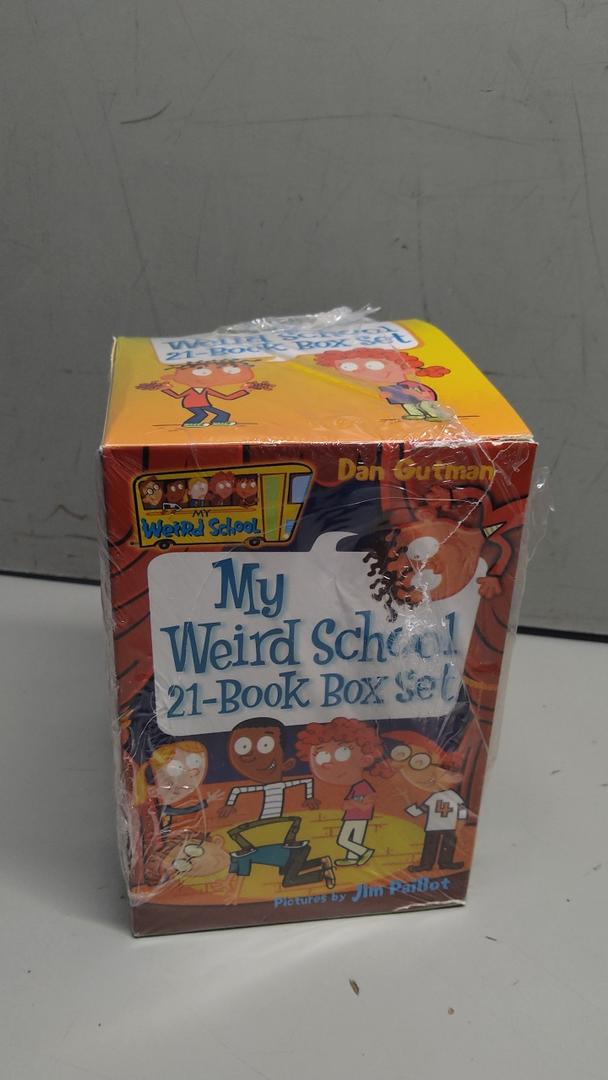 Weird School
21-Book Box Set
Dan Gutman
MY
Weird School
My
Weird School
21-Book Box Set
4
Pictures by Jim Paillot